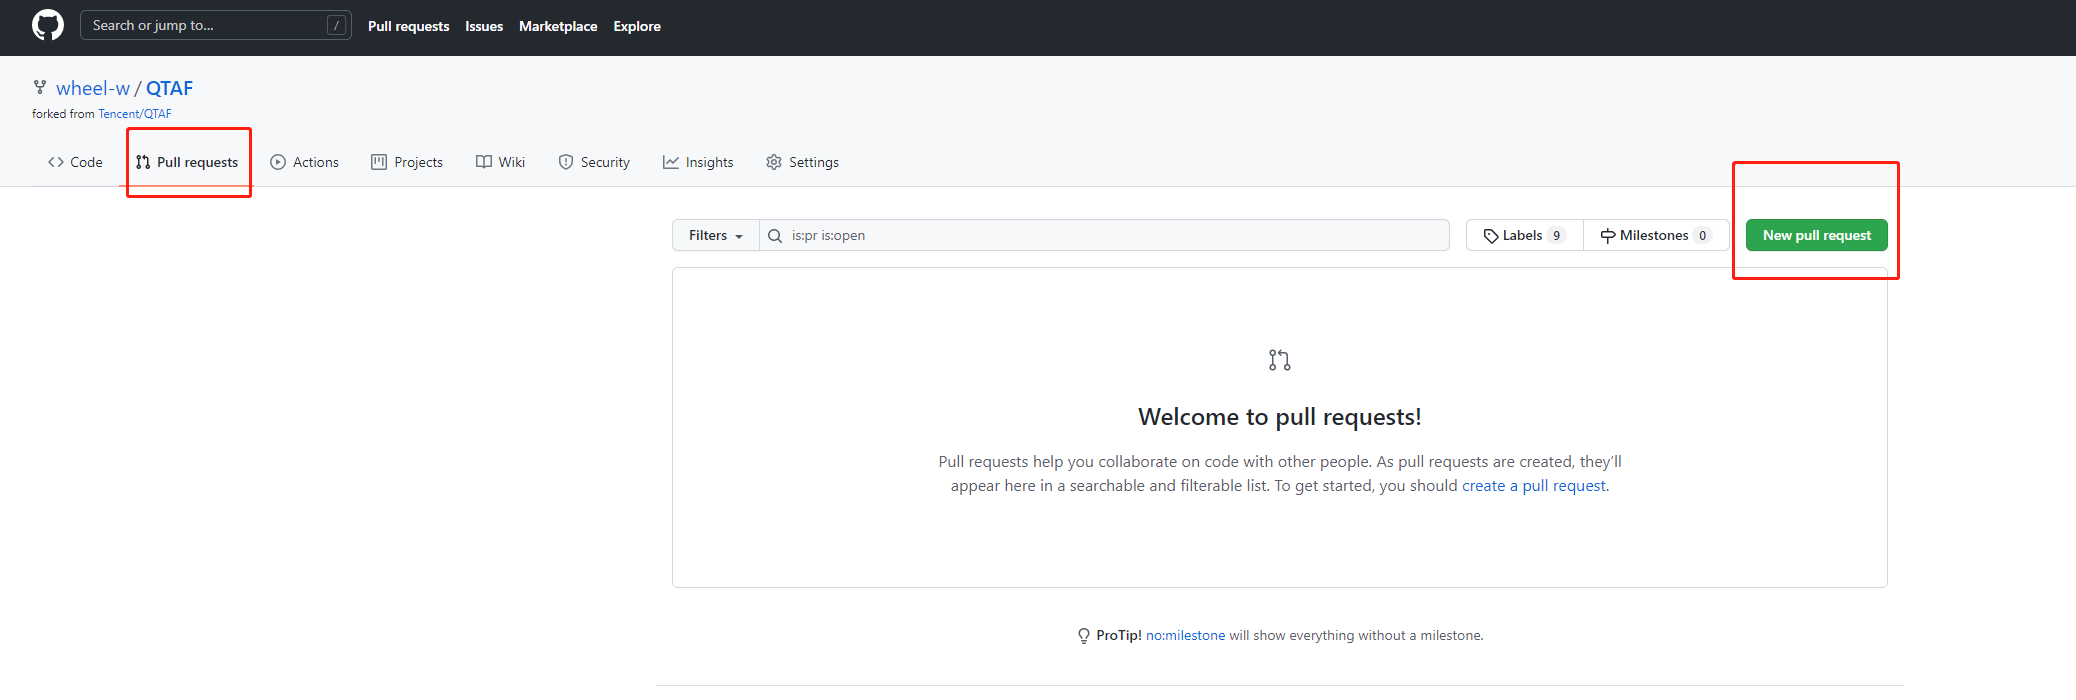 Search or jump to... / Pull requests Issues Marketplace Explore
wheel-w / QTAF
forked from Tencent/QTAF
Code Pull requests Actions Projects Wiki Security Insights Settings
Filters is:pr is:open Labels 9 Milestones 0 New pull request
Welcome to pull requests!
Pull requests help you collaborate on code with other people. As pull requests are created, they’ll
appear here in a searchable and filterable list. To get started, you should create a pull request.
ProTip! no:milestone will show everything without a milestone.